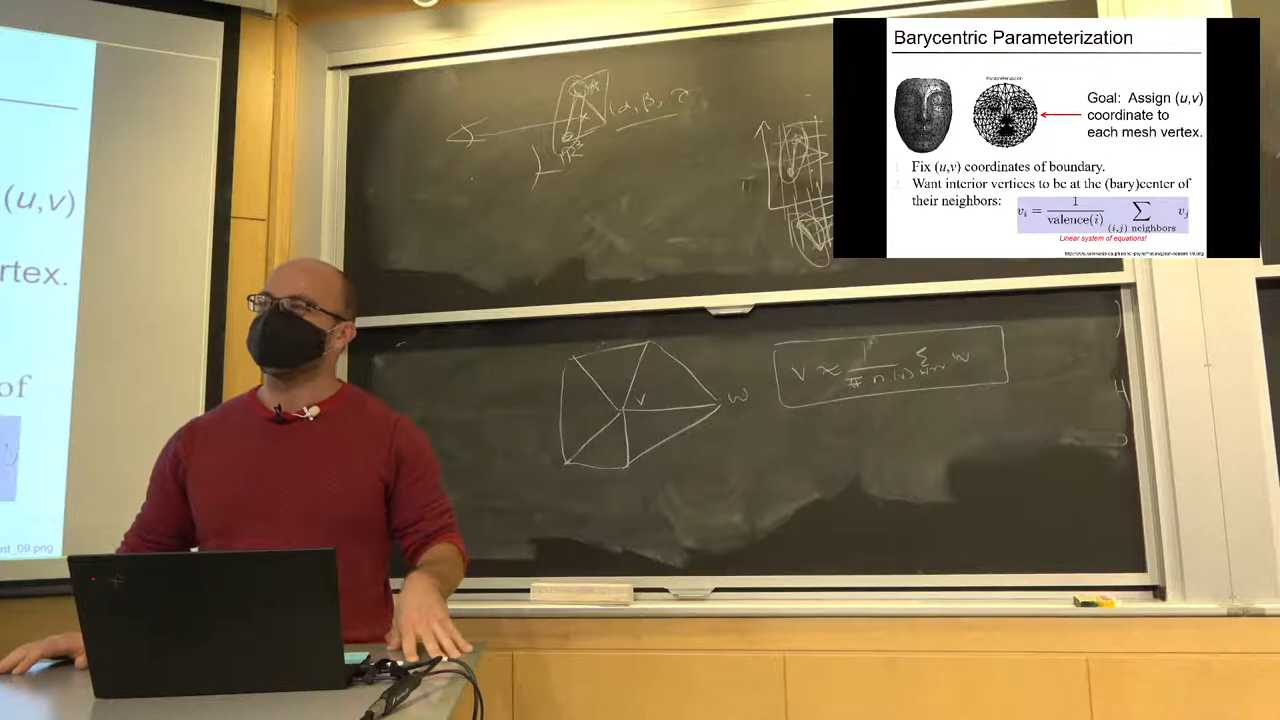 (u,v)
rtex.
of
nt_09.png
(α, β, τ
v
w
Barycentric Parameterization
Parameterization
Goal: Assign (u,v)
coordinate to
each mesh vertex.
1. Fix (u,v) coordinates of boundary.
2. Want interior vertices to be at the (bary)center of
their neighbors:
v_i = 1/valence(i) ∑_{(i,j) neighbors} v_j
Linear system of equations!